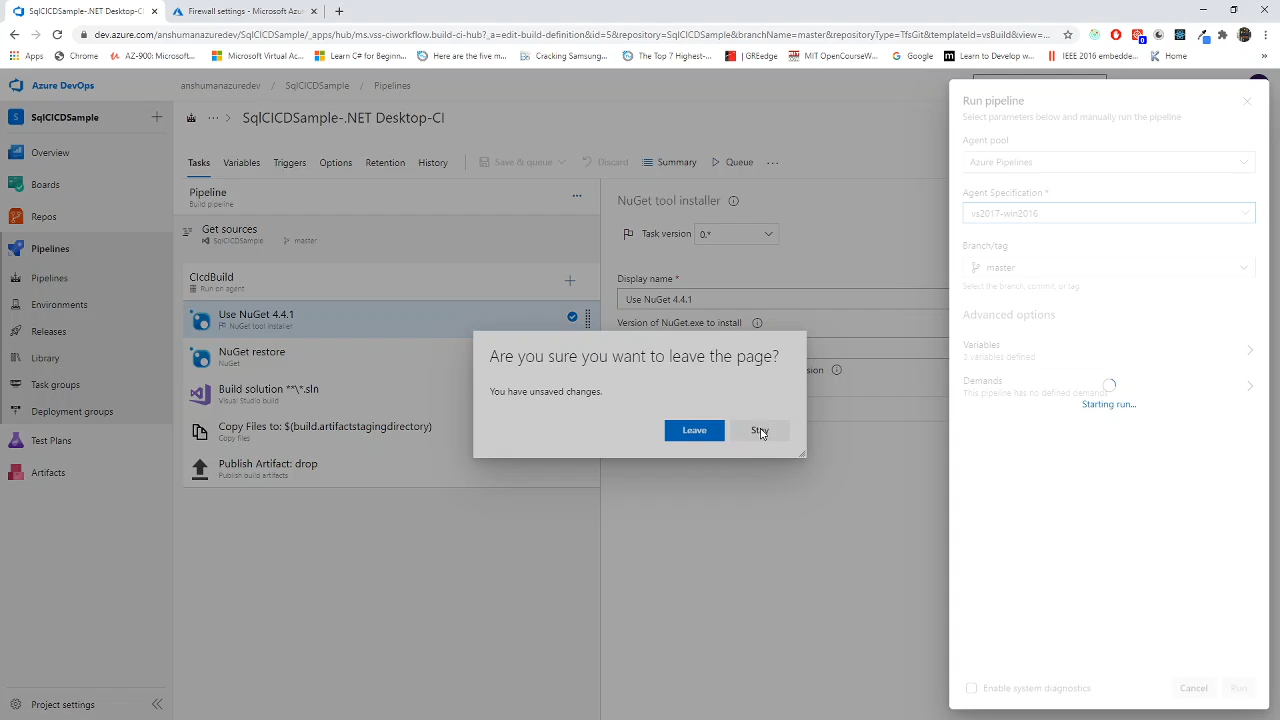 SqlCICDSample-.NET Desktop-CI
Firewall settings - SqlCICD Azur
dev.azure.com/anshumanazuredev/SqlCICDSample/_apps/hub/ms.vss-ciworkflow.build-ci-hub?_a=edit-build-definition&id=5&repository=SqlCICDSample&branchName=master&repositoryType=TfsGit&templateId=vsBuild&view=...
Apps
AZ-900: Microsoft...
Microsoft Virtual Ac...
Learn C# for Beginn...
Here are the five m...
Cracking Samsung...
The Top 7 Highest-...
GReedge
MIT OpenCourseW...
Google
Learn to develop w...
IEEE 2016 embedde...
Home
Azure DevOps
anshumanazuredev / SqlCICDSample / Pipelines
SqlCICDSample
Overview
Boards
Repos
Pipelines
Pipelines
Environments
Releases
Library
Task groups
Deployment groups
Test Plans
Artifacts
Project settings
SqlCICDSample-.NET Desktop-CI
Tasks Variables Triggers Options Retention History
Save & queue
Discard
Summary
Queue
Pipeline
Build pipeline
Get sources
SqlCICDSample master
CicdBuild
Run on agent
Use NuGet 4.4.1
NuGet tool installer
NuGet restore
NuGet
Build solution **\*.sln
Visual Studio build
Copy Files to: $(build.artifactstagingdirectory)
Copy files
Publish Artifact: drop
Publish build artifacts
NuGet tool installer
Task version 0.*
Display name *
Use NuGet 4.4.1
Version of NuGet.exe to install
sion
Are you sure you want to leave the page?
You have unsaved changes.
Leave
Stay
Run pipeline
Select parameters below and manually run the pipeline
Agent pool
Azure Pipelines
Agent Specification *
vs2017-win2016
Branch/tag
master
Select the branch, commit, or tag
Advanced options
Variables
3 variables defined
Demands
This pipeline has no defined demands
Starting run...
Enable system diagnostics
Cancel
Run